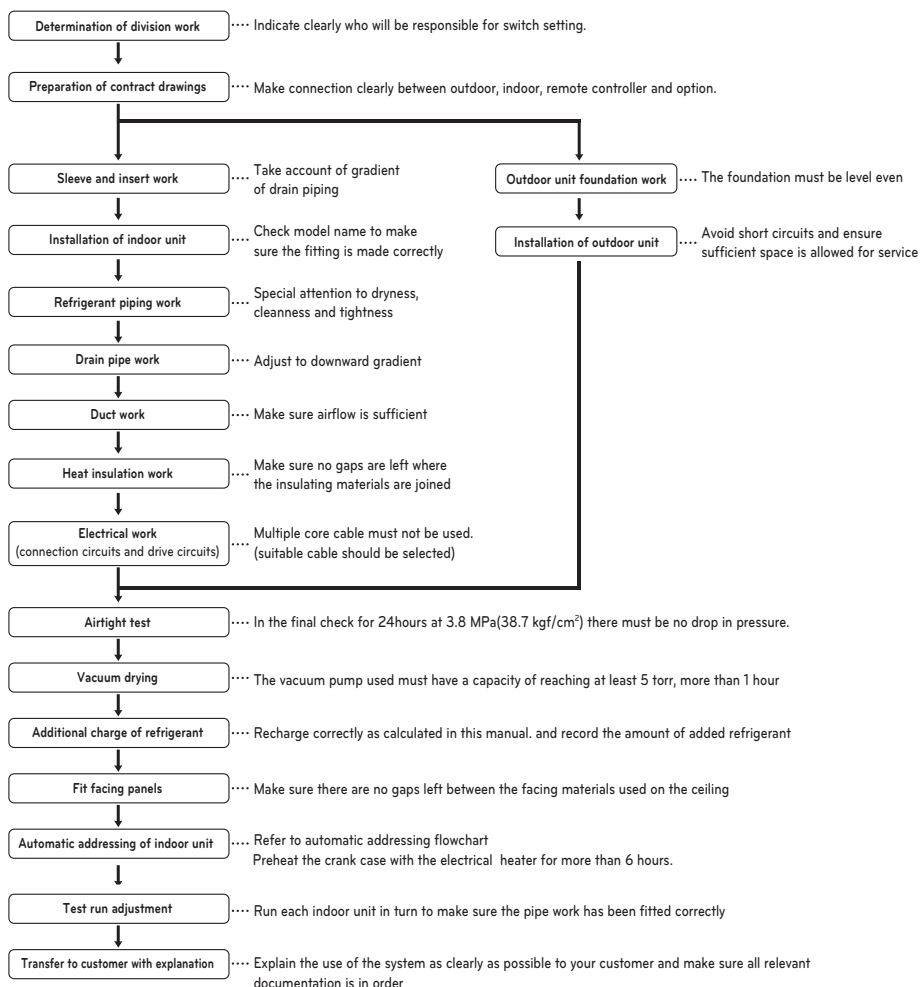 Determination of division work
···· Indicate clearly who will be responsible for switch setting.
Preparation of contract drawings
···· Make connection clearly between outdoor, indoor, remote controller and option.
Sleeve and insert work
···· Take account of gradient
of drain piping
Outdoor unit foundation work
···· The foundation must be level even
Installation of indoor unit
···· Check model name to make
sure the fitting is made correctly
Installation of outdoor unit
···· Avoid short circuits and ensure
sufficient space is allowed for service
Refrigerant piping work
···· Special attention to dryness,
cleanness and tightness
Drain pipe work
···· Adjust to downward gradient
Duct work
···· Make sure airflow is sufficient
Heat insulation work
···· Make sure no gaps are left where
the insulating materials are joined
Electrical work
(connection circuits and drive circuits)
···· Multiple core cable must not be used.
(suitable cable should be selected)
Airtight test
···· In the final check for 24hours at 3.8 MPa(38.7 kgf/cm²) there must be no drop in pressure.
Vacuum drying
···· The vacuum pump used must have a capacity of reaching at least 5 torr, more than 1 hour
Additional charge of refrigerant
···· Recharge correctly as calculated in this manual. and record the amount of added refrigerant
Fit facing panels
···· Make sure there are no gaps left between the facing materials used on the ceiling
Automatic addressing of indoor unit
···· Refer to automatic addressing flowchart
Preheat the crank case with the electrical heater for more than 6 hours.
Test run adjustment
···· Run each indoor unit in turn to make sure the pipe work has been fitted correctly
Transfer to customer with explanation
···· Explain the use of the system as clearly as possible to your customer and make sure all relevant
documentation is in order